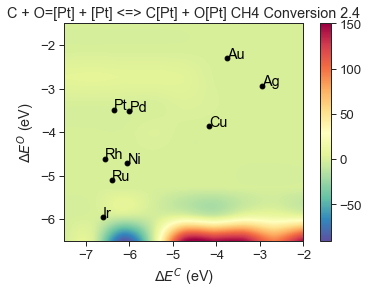 C + O=[Pt] + [Pt] <=> C[Pt] + O[Pt] CH4 Conversion 2.4
−2
−3
−4
−5
−6
ΔE^O (eV)
Au
Ag
Pt
Pd
Cu
Rh
Ni
Ru
Ir
−7
−6
−5
−4
−3
−2
ΔE^C (eV)
150
100
50
0
−50